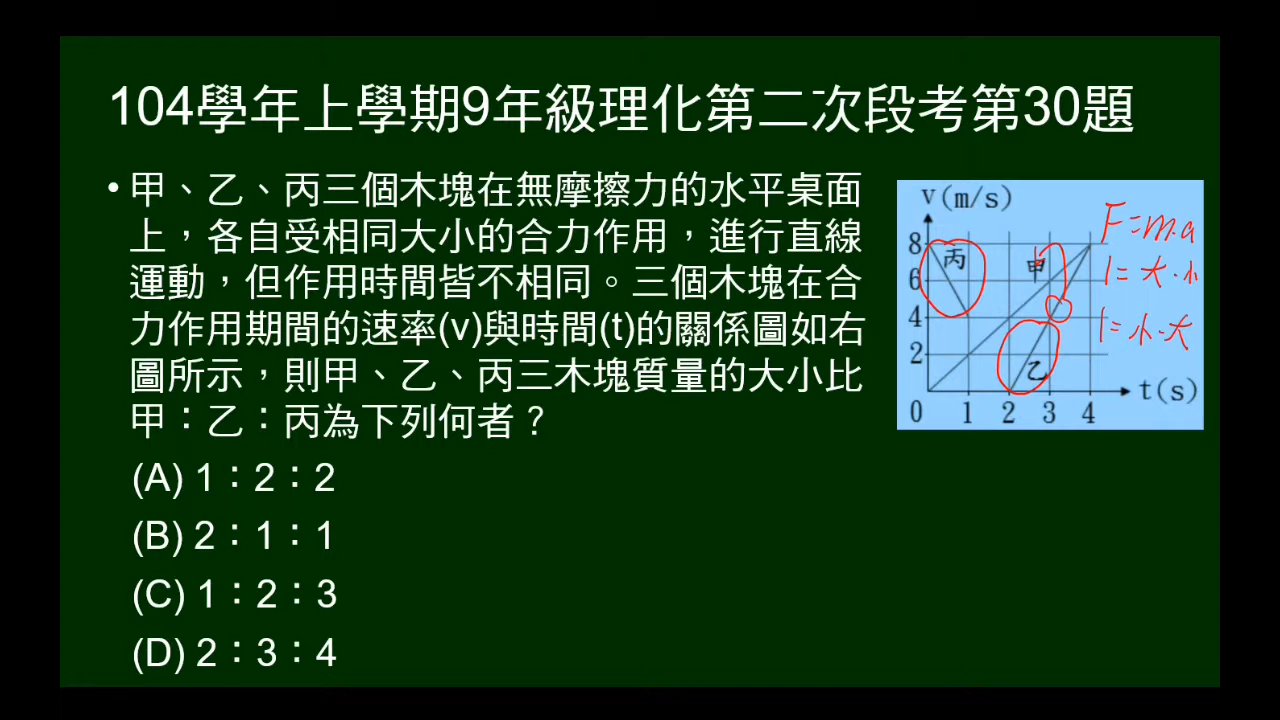 104學年上學期9年級理化第二次段考第30題
• 甲、乙、丙三個木塊在無摩擦力的水平桌面
上，各自受相同大小的合力作用，進行直線
運動，但作用時間皆不相同。三個木塊在合
力作用期間的速率(v)與時間(t)的關係圖如右
圖所示，則甲、乙、丙三木塊質量的大小比
甲：乙：丙為下列何者？
(A) 1：2：2
(B) 2：1：1
(C) 1：2：3
(D) 2：3：4
v(m/s)
8
6
4
2
0 1 2 3 4 t(s)
丙
甲
乙
F=m.a
1=大.小
1=小.大